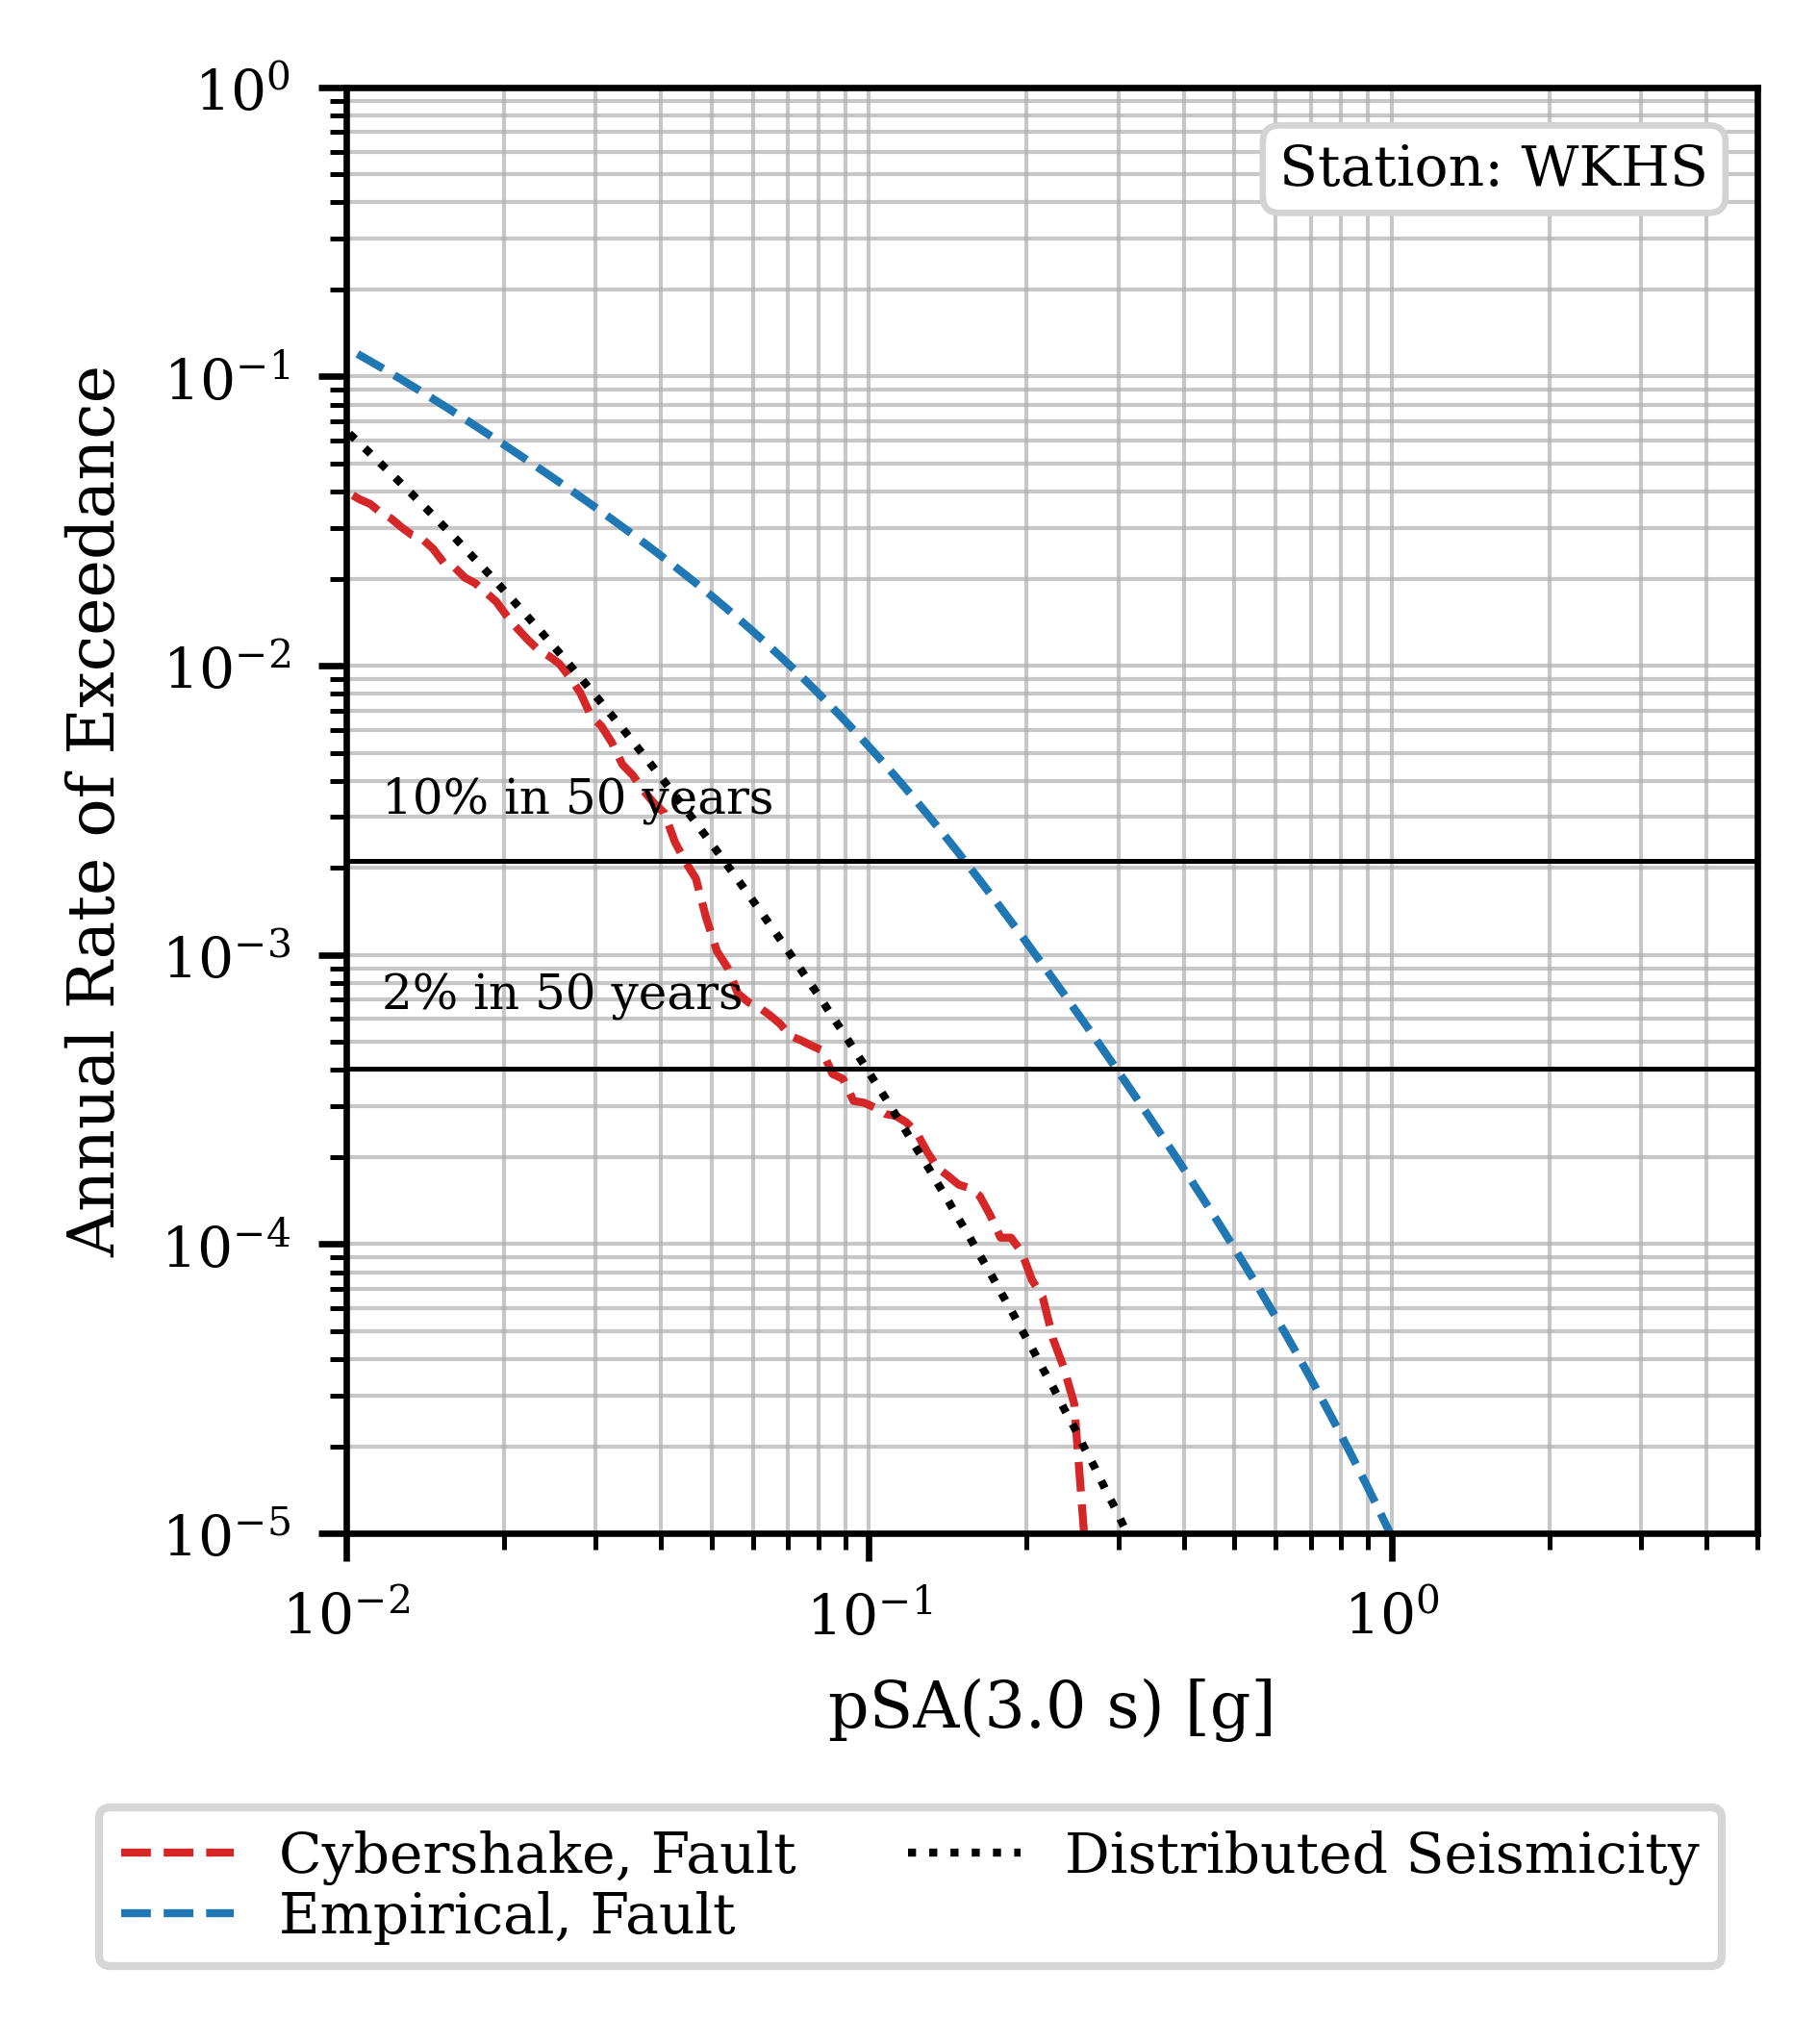 Station: WKHS
10⁰
10⁻¹
10⁻²
10⁻³
10⁻⁴
10⁻⁵
Annual Rate of Exceedance
10% in 50 years
2% in 50 years
10⁻²
10⁻¹
10⁰
pSA(3.0 s) [g]
Cybershake, Fault
Empirical, Fault
Distributed Seismicity